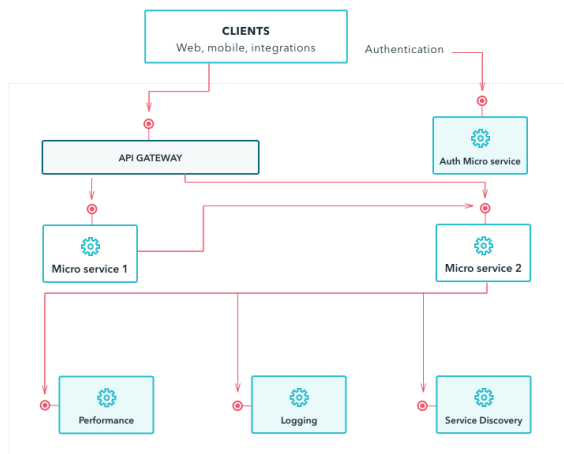 CLIENTS
Web, mobile, integrations
Authentication
API GATEWAY
Auth Micro service
Micro service 1
Micro service 2
Performance
Logging
Service Discovery